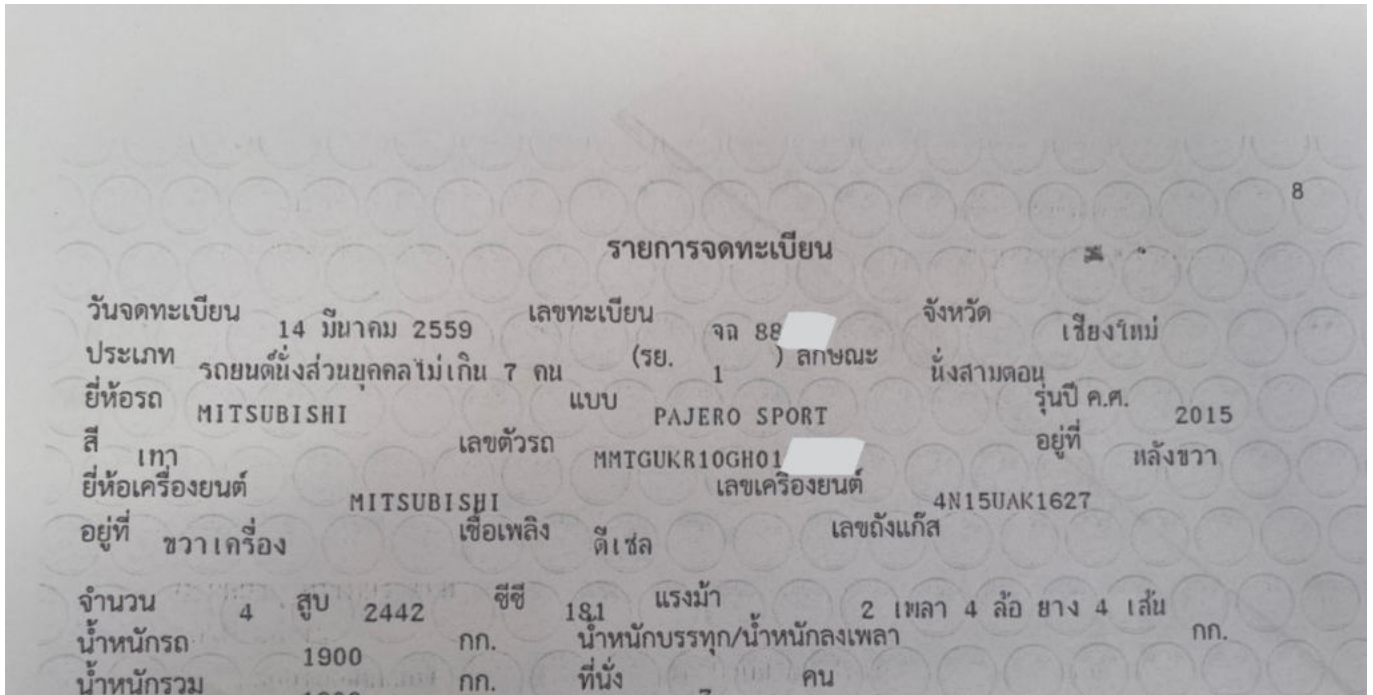 8
รายการจดทะเบียน
วันจดทะเบียน 14 มีนาคม 2559 เลขทะเบียน จฉ 88 จังหวัด เชียงใหม่
ประเภท รถยนต์นั่งส่วนบุคคลไม่เกิน 7 คน (รย. 1 ) ลักษณะ นั่งสามตอน
ยี่ห้อรถ MITSUBISHI แบบ PAJERO SPORT รุ่นปี ค.ศ. 2015
สี เทา เลขตัวรถ MMTGUKR10GH01 อยู่ที่ หลังขวา
ยี่ห้อเครื่องยนต์ MITSUBISHI เลขเครื่องยนต์ 4N15UAK1627
อยู่ที่ ขวาเครื่อง เชื้อเพลิง ดีเซล เลขถังแก๊ส
จำนวน 4 สูบ 2442 ซีซี 181 แรงม้า 2 เพลา 4 ล้อ ยาง 4 เส้น
น้ำหนักรถ 1900 กก. น้ำหนักบรรทุก/น้ำหนักลงเพลา กก.
น้ำหนักรวม กก. ที่นั่ง 7 คน